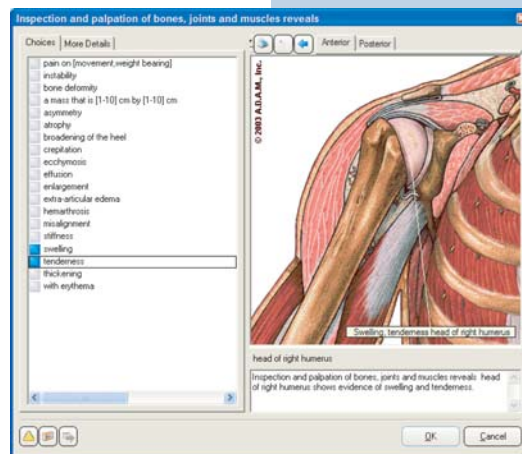 Inspection and palpation of bones, joints and muscles reveals
Choices
More Details
Anterior
Posterior
pain on [movement,weight bearing]
instability
bone deformity
a mass that is [1-10] cm by [1-10] cm
asymmetry
atrophy
broadening of the heel
crepitation
ecchymosis
effusion
enlargement
extra-articular edema
hemarthrosis
misalignment
stiffness
swelling
tenderness
thickening
with erythema
© 2003 A.D.A.M., Inc.
Swelling, tenderness head of right humerus
head of right humerus
Inspection and palpation of bones, joints and muscles reveals head
of right humerus shows evidence of swelling and tenderness.
OK
Cancel